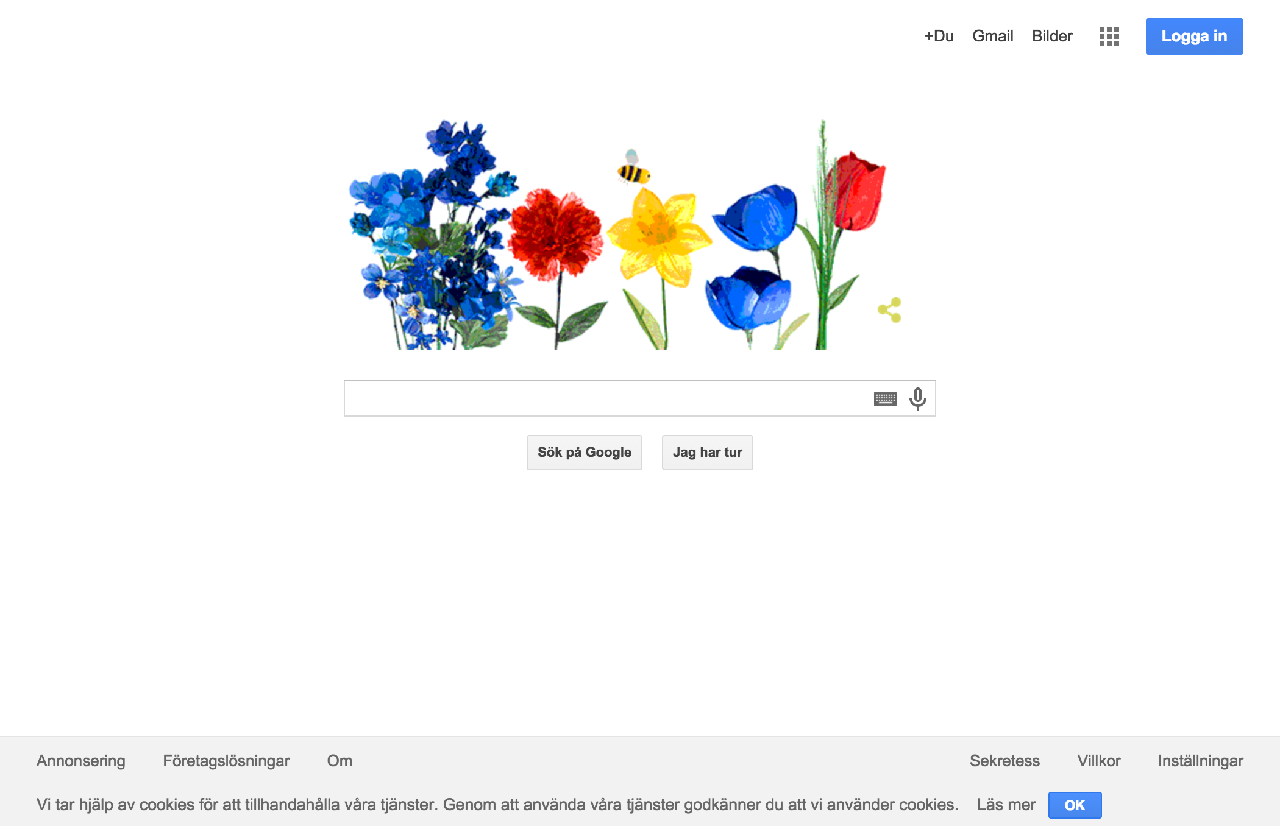 +Du Gmail Bilder Logga in
Sök på Google Jag har tur
Annonsering Företagslösningar Om Sekretess Villkor Inställningar
Vi tar hjälp av cookies för att tillhandahålla våra tjänster. Genom att använda våra tjänster godkänner du att vi använder cookies. Läs mer OK